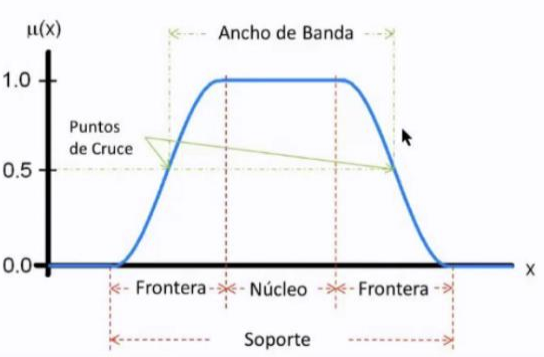 μ(x)
Ancho de Banda
1.0
Puntos
de Cruce
0.5
0.0
x
Frontera Núcleo Frontera
Soporte